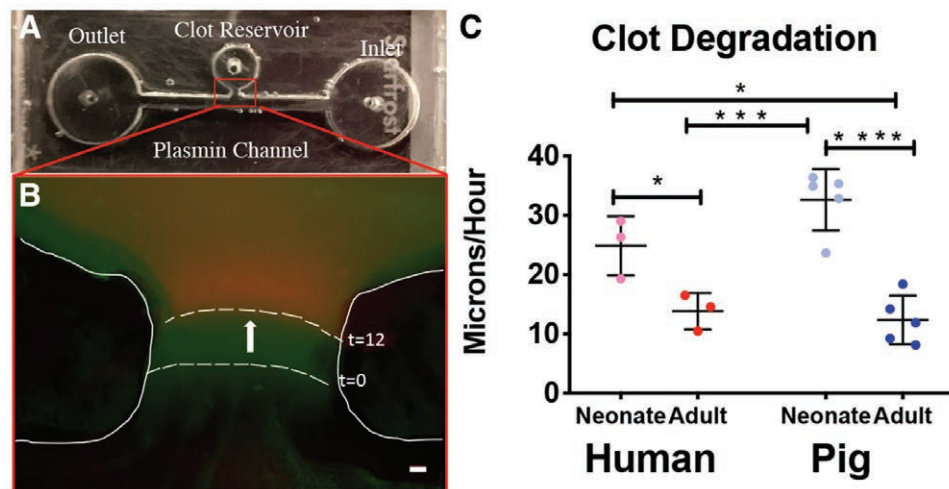 A
Outlet
Clot Reservoir
Inlet
Plasmin Channel
B
t=12
t=0
C
Clot Degradation
*
* * *
* ***
*
Microns/Hour
40
30
20
10
0
Neonate Adult Neonate Adult
Human Pig